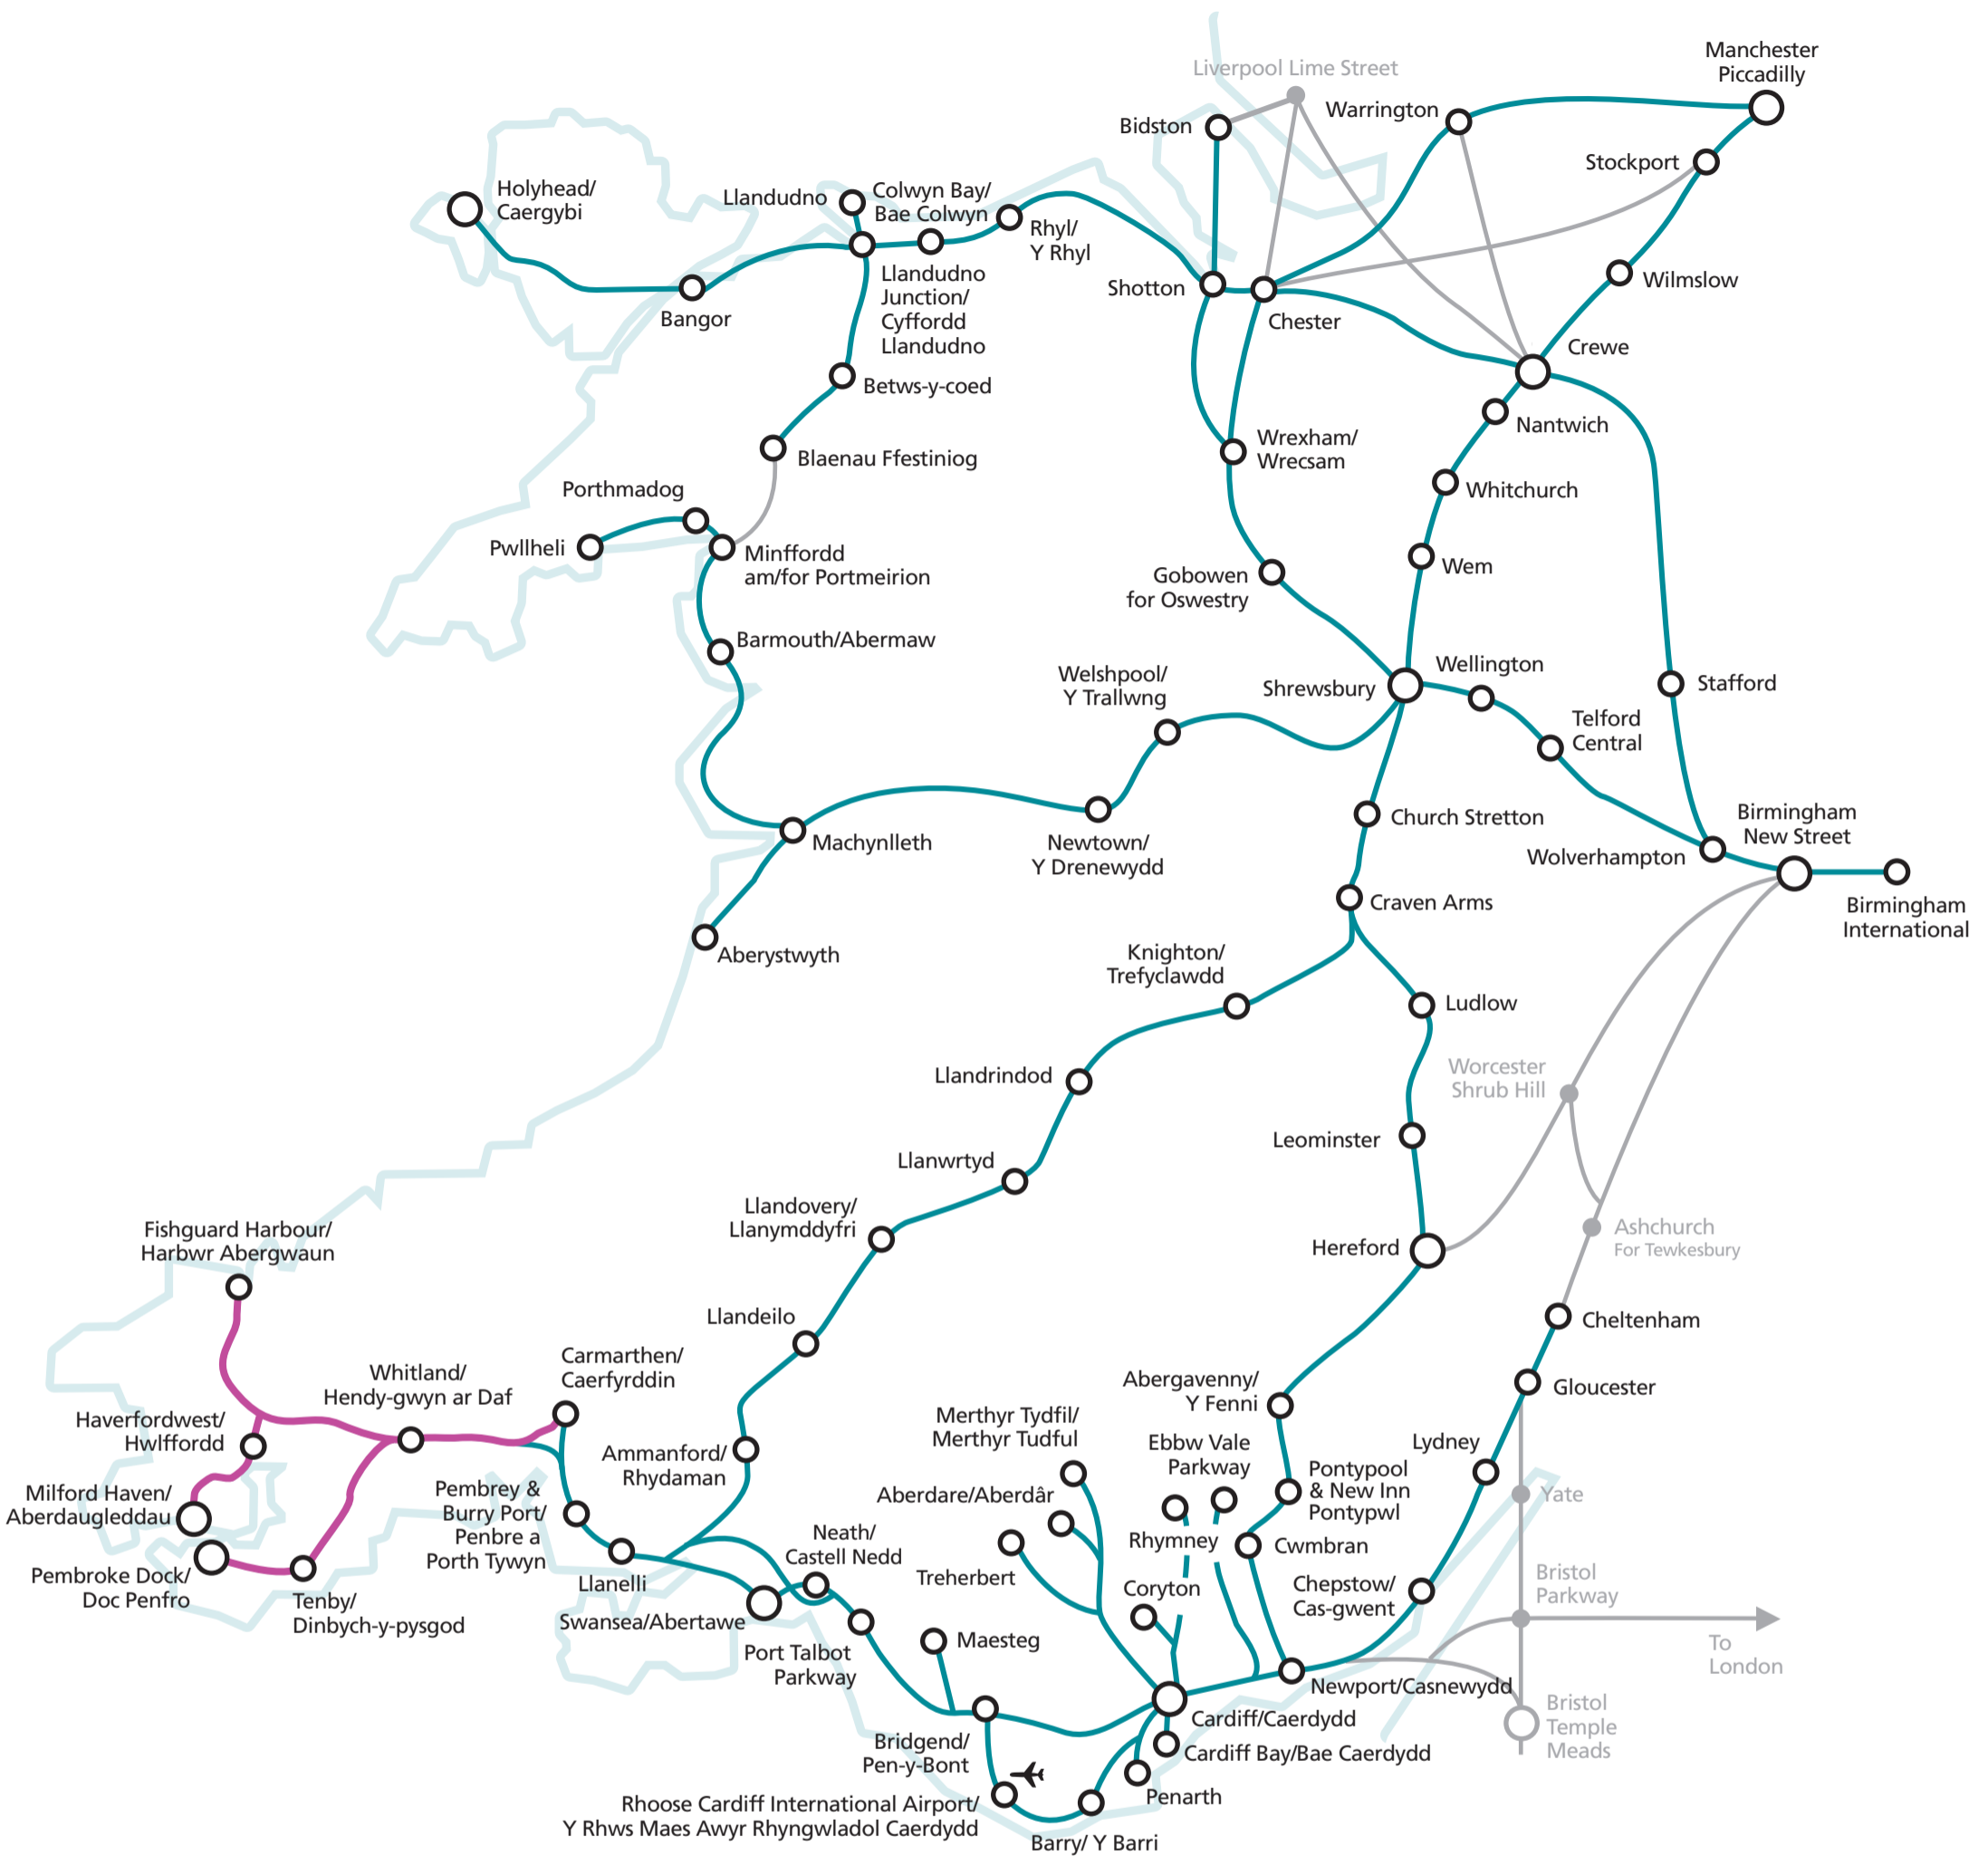 Manchester
Piccadilly
Liverpool Lime Street
Warrington
Bidston
Stockport
Holyhead/
Caergybi
Llandudno
Colwyn Bay/
Bae Colwyn
Rhyl/
Y Rhyl
Llandudno
Junction/
Cyffordd
Llandudno
Shotton
Chester
Wilmslow
Bangor
Crewe
Betws-y-coed
Nantwich
Wrexham/
Wrecsam
Blaenau Ffestiniog
Whitchurch
Porthmadog
Pwllheli
Minffordd
am/for Portmeirion
Wem
Gobowen
for Oswestry
Barmouth/Abermaw
Welshpool/
Y Trallwng
Shrewsbury
Wellington
Stafford
Telford
Central
Machynlleth
Newtown/
Y Drenewydd
Church Stretton
Birmingham
New Street
Wolverhampton
Birmingham
International
Craven Arms
Aberystwyth
Knighton/
Trefyclawdd
Ludlow
Llandrindod
Worcester
Shrub Hill
Leominster
Llanwrtyd
Llandovery/
Llanymddyfri
Fishguard Harbour/
Harbwr Abergwaun
Hereford
Ashchurch
For Tewkesbury
Llandeilo
Cheltenham
Whitland/
Hendy-gwyn ar Daf
Carmarthen/
Caerfyrddin
Abergavenny/
Y Fenni
Gloucester
Haverfordwest/
Hwlffordd
Ammanford/
Rhydaman
Merthyr Tydfil/
Merthyr Tudful
Ebbw Vale
Parkway
Lydney
Milford Haven/
Aberdaugleddau
Pembrey &
Burry Port/
Penbre a
Porth Tywyn
Aberdare/Aberdâr
Pontypool
& New Inn
Pontypwl
Yate
Neath/
Castell Nedd
Rhymney
Cwmbran
Pembroke Dock/
Doc Penfro
Tenby/
Dinbych-y-pysgod
Llanelli
Treherbert
Coryton
Chepstow/
Cas-gwent
Bristol
Parkway
Swansea/Abertawe
Port Talbot
Parkway
Maesteg
To
London
Newport/Casnewydd
Bridgend/
Pen-y-Bont
Cardiff/Caerdydd
Cardiff Bay/Bae Caerdydd
Bristol
Temple
Meads
Penarth
Rhoose Cardiff International Airport/
Y Rhws Maes Awyr Rhyngwladol Caerdydd
Barry/ Y Barri